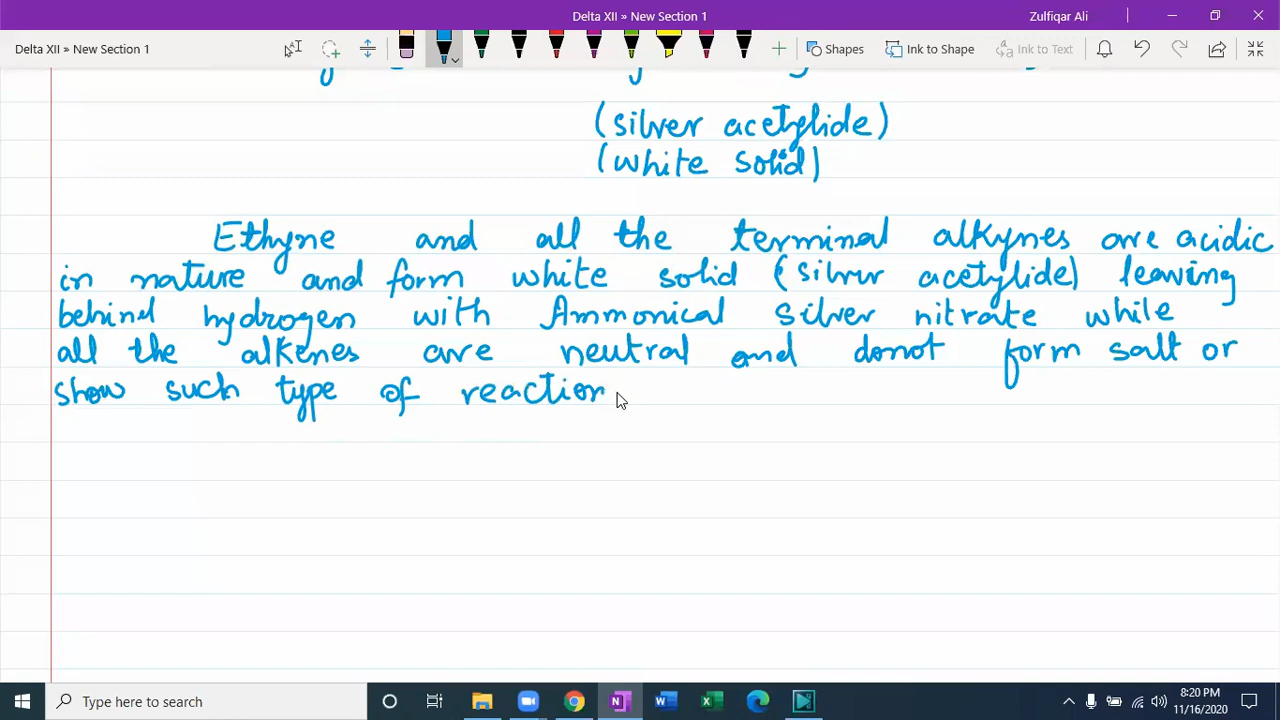 Delta XII » New Section 1
Zulfiqar Ali
Delta XII » New Section 1
Shapes
Ink to Shape
Ink to Text
(silver acetylide)
(white solid)
Ethyne and all the terminal alkynes are acidic
in nature and form white solid (silver acetylide) leaving
behind hydrogen with Ammonical silver nitrate while
all the alkenes are neutral and donot form salt or
show such type of reaction
Type here to search
8:20 PM
11/16/2020